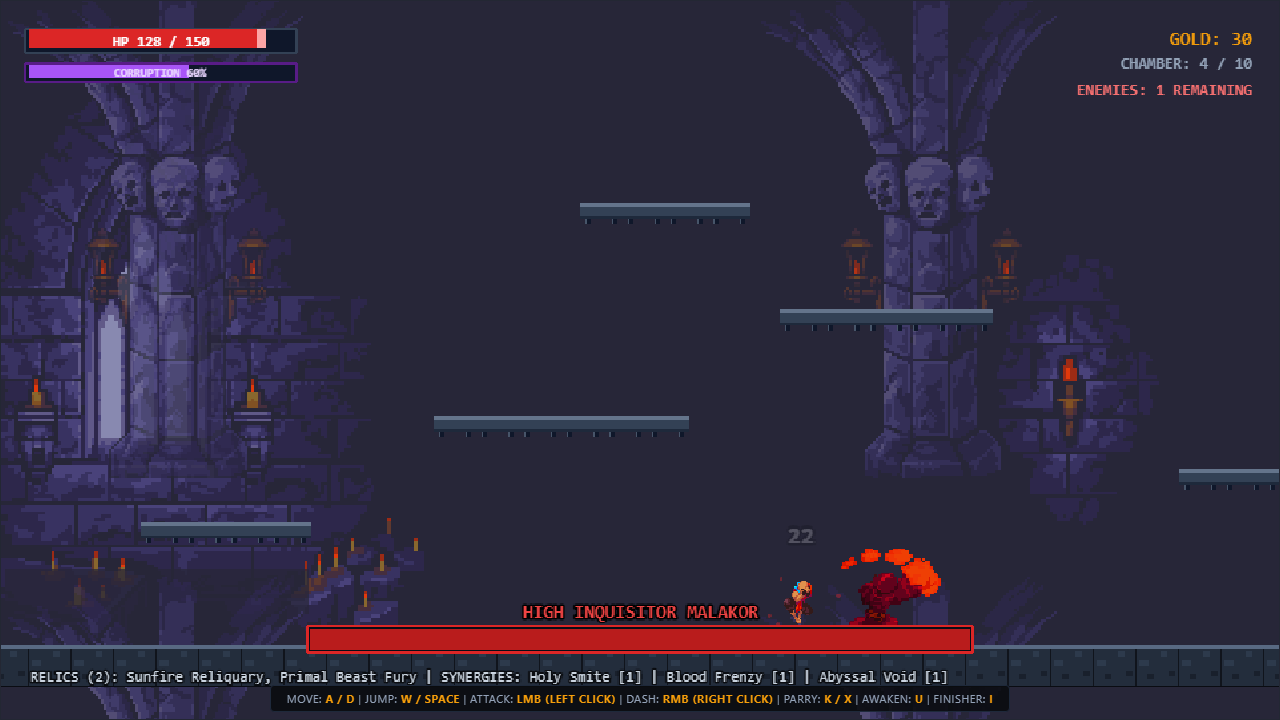 HP 128 / 150
CORRUPTION 60%
GOLD: 30
CHAMBER: 4 / 10
ENEMIES: 1 REMAINING
22
HIGH INQUISITOR MALAKOR
RELICS (2): Sunfire Reliquary, Primal Beast Fury | SYNERGIES: Holy Smite [1] | Blood Frenzy [1] | Abyssal Void [1]
MOVE: A / D | JUMP: W / SPACE | ATTACK: LMB (LEFT CLICK) | DASH: RMB (RIGHT CLICK) | PARRY: K / X | AWAKEN: U | FINISHER: I